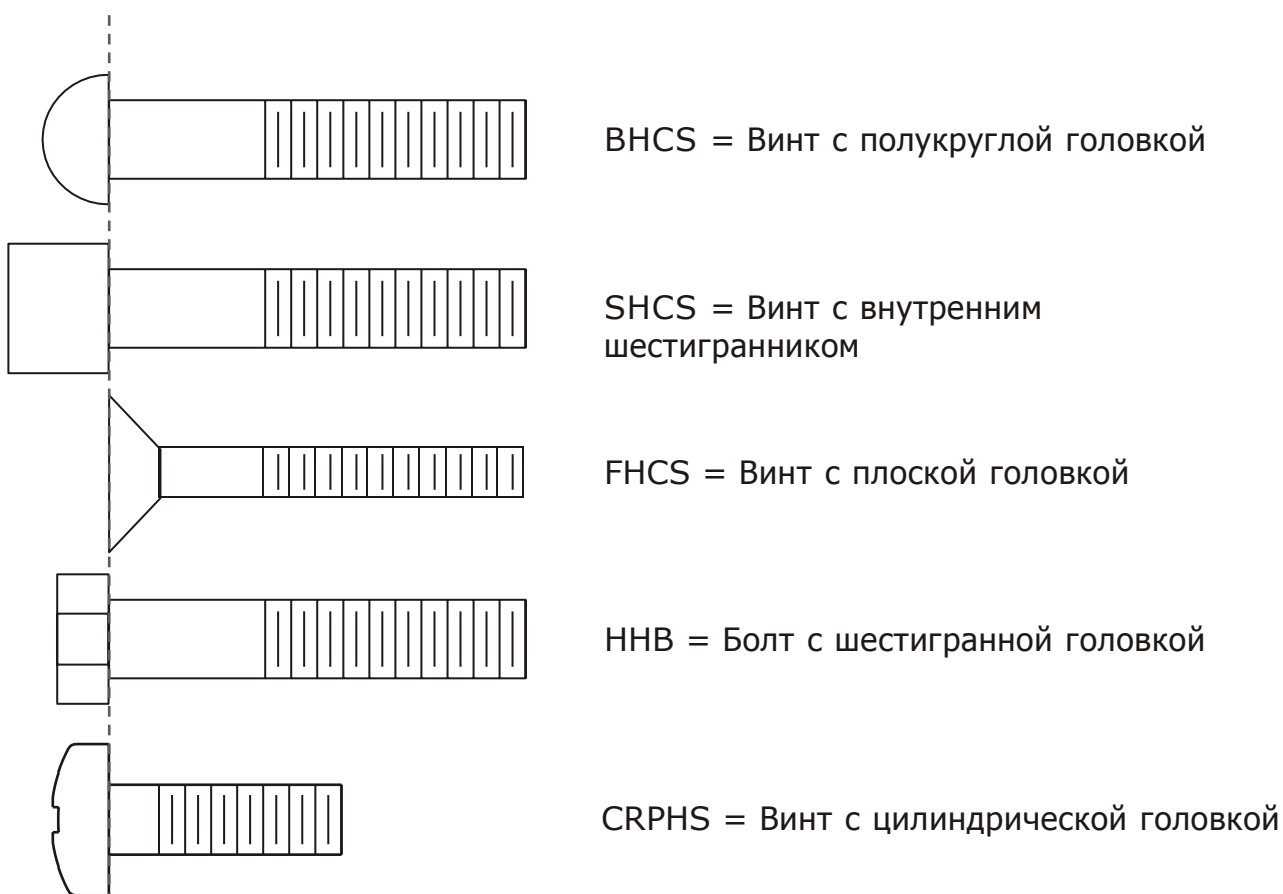 BHCS = Винт с полукруглой головкой
SHCS = Винт с внутренним
шестигранником
FHCS = Винт с плоской головкой
HHB = Болт с шестигранной головкой
CRPHS = Винт с цилиндрической головкой